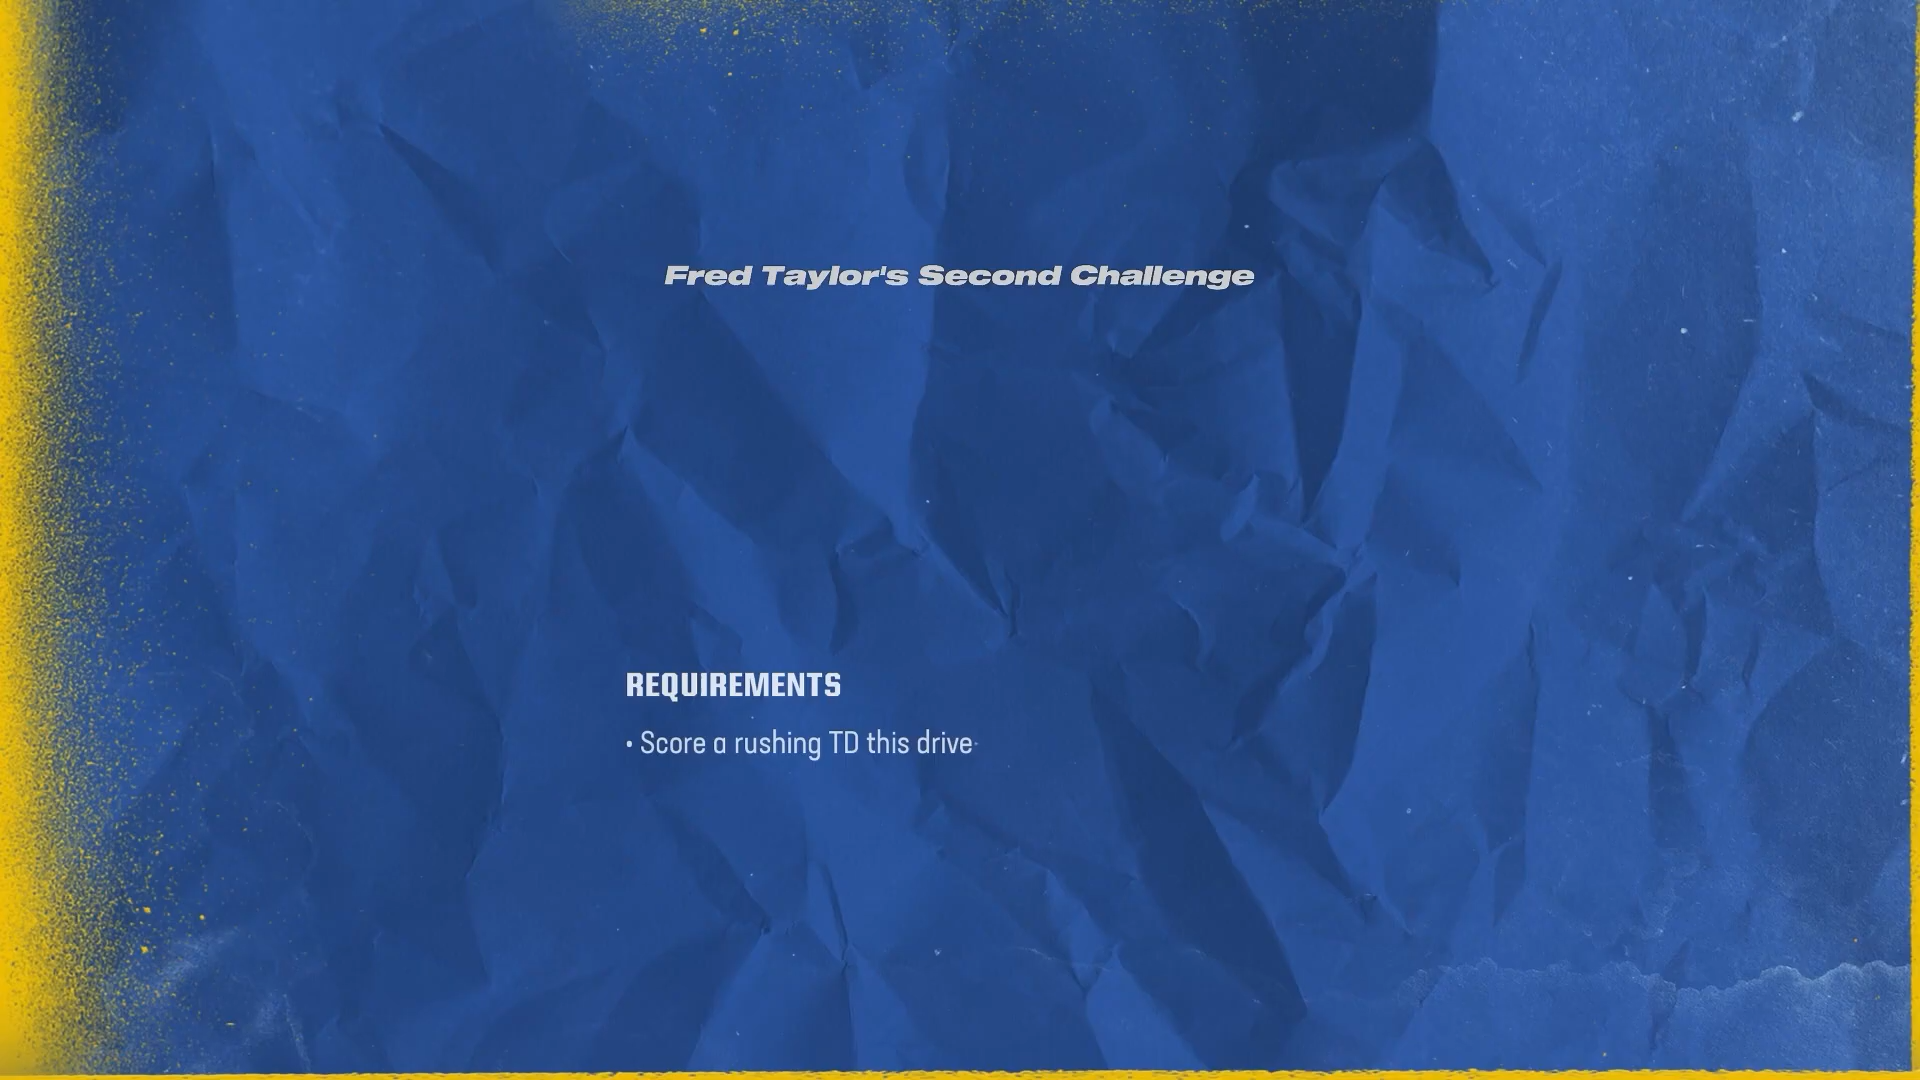 Fred Taylor's Second Challenge
REQUIREMENTS
• Score a rushing TD this drive